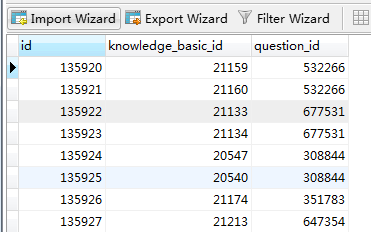 Import Wizard Export Wizard Filter Wizard
id knowledge_basic_id question_id
135920 21159 532266
135921 21160 532266
135922 21133 677531
135923 21134 677531
135924 20547 308844
135925 20540 308844
135926 21174 351783
135927 21213 647354